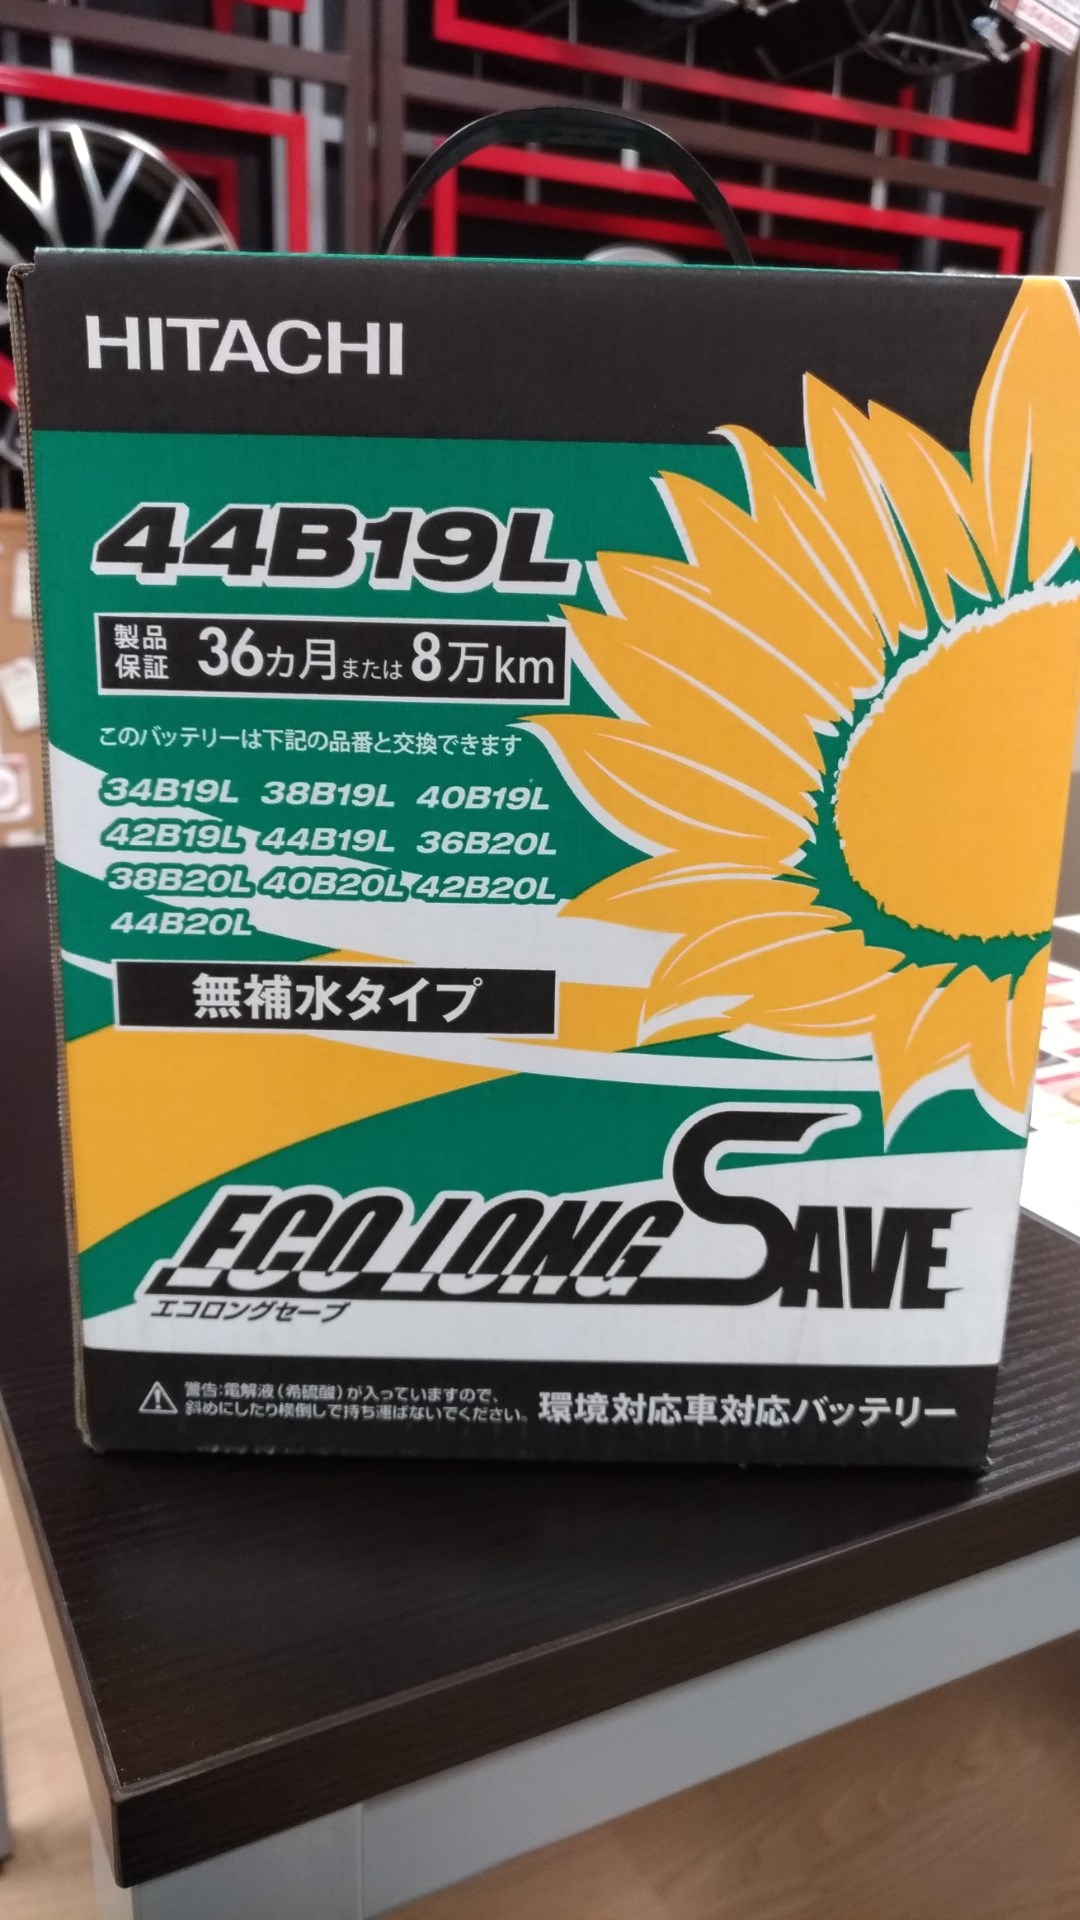 HITACHI
44B19L
製品保証 36カ月または8万km
このバッテリーは下記の品番と交換できます
34B19L 38B19L 40B19L
42B19L 44B19L 36B20L
38B20L 40B20L 42B20L
44B20L
無補水タイプ
ECO LONG SAVE
エコロングセーブ
警告:電解液(希硫酸)が入っていますので、
斜めにしたり横倒しで持ち運ばないでください。
環境対応車対応バッテリー